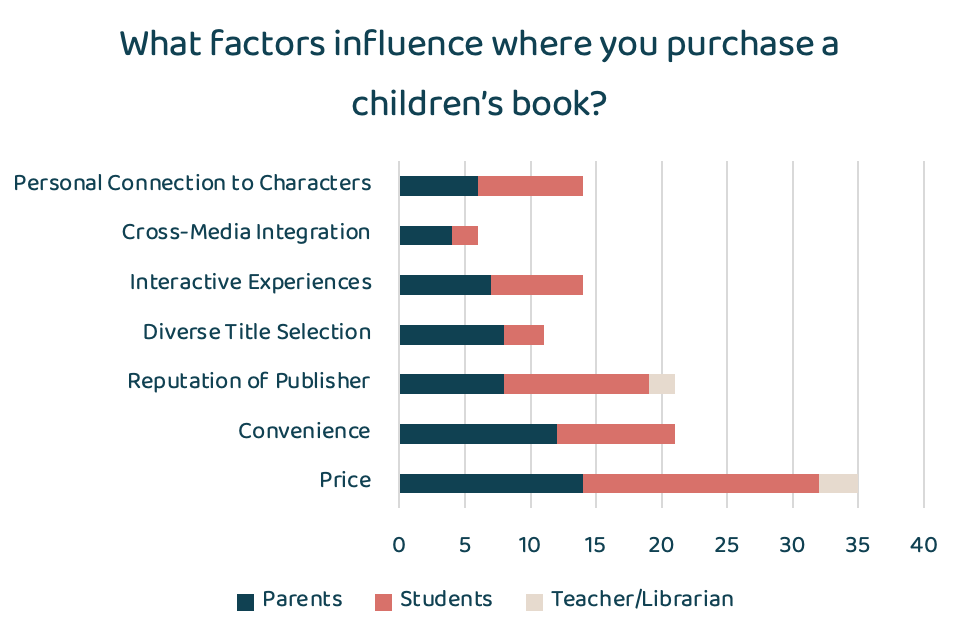 What factors influence where you purchase a
children's book?
Personal Connection to Characters
Cross-Media Integration
Interactive Experiences
Diverse Title Selection
Reputation of Publisher
Convenience
Price
0 5 10 15 20 25 30 35 40
Parents Students Teacher/Librarian